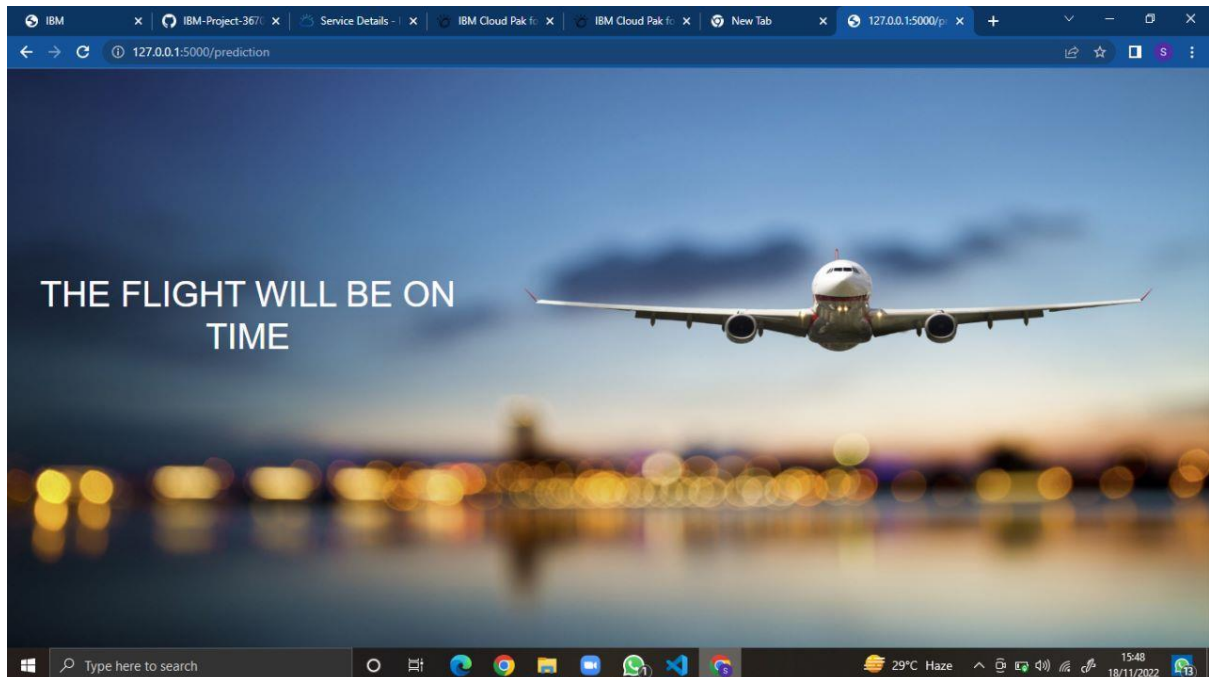 IBM
IBM-Project-367
Service Details -
IBM Cloud Pak fo
IBM Cloud Pak fo
New Tab
127.0.0.1:5000/p
127.0.0.1:5000/prediction
S
THE FLIGHT WILL BE ON
TIME
Type here to search
29°C Haze
15:48
18/11/2022